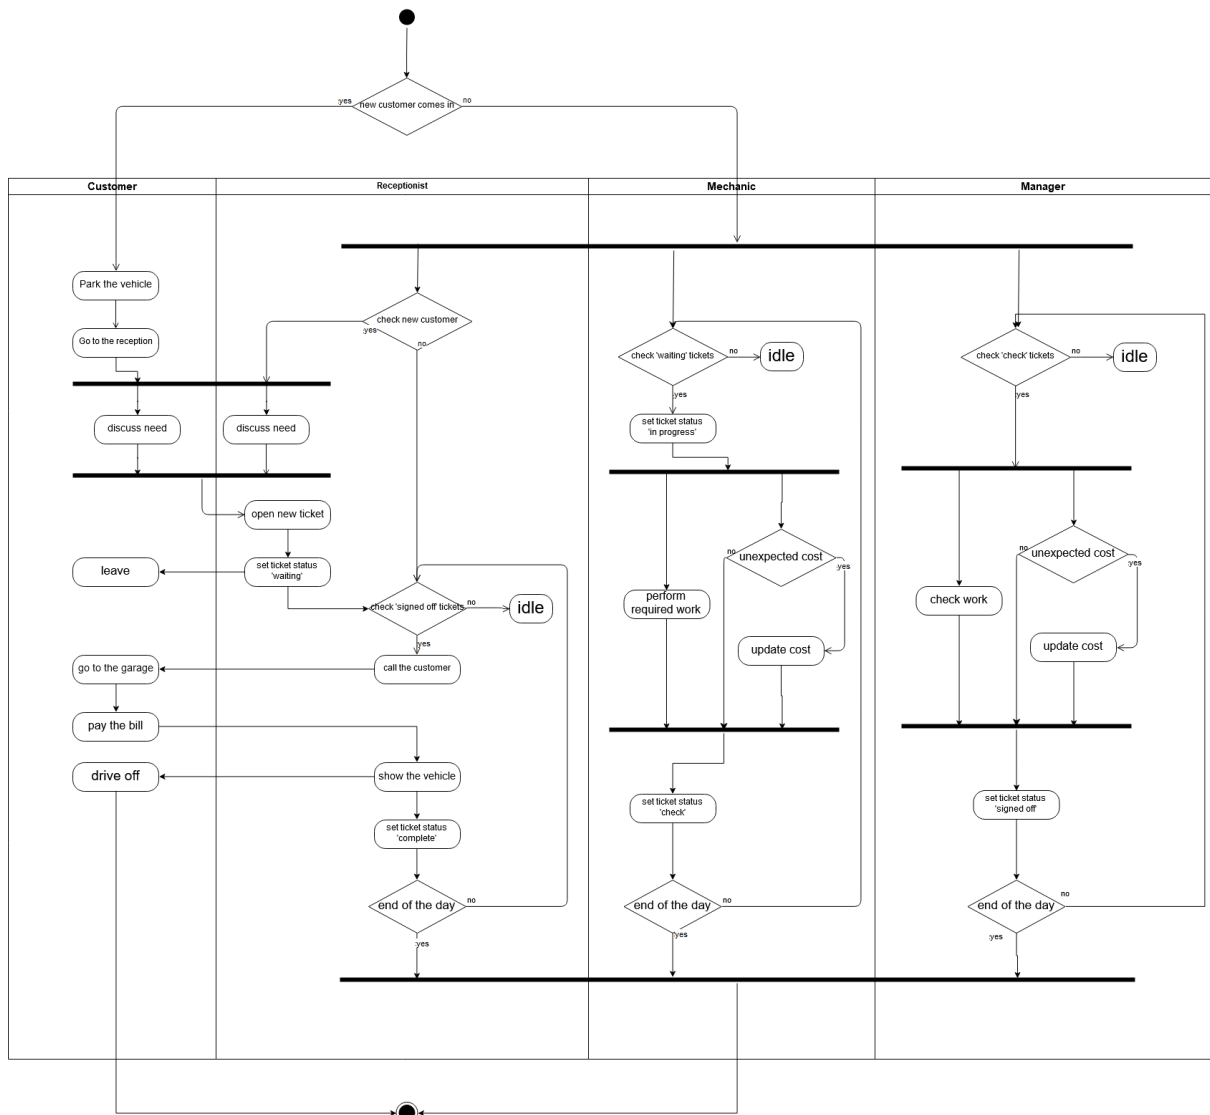 new customer comes in
:yes
no
Customer
Receptionist
Mechanic
Manager
Park the vehicle
Go to the reception
check new customer
:yes
no
discuss need
discuss need
open new ticket
set ticket status
'waiting'
leave
check 'signed off' tickets
no
idle
yes
call the customer
go to the garage
pay the bill
show the vehicle
drive off
set ticket status
'complete'
end of the day
no
:yes
check 'waiting' tickets
no
idle
:yes
set ticket status
'in progress'
unexpected cost
no
:yes
perform
required work
update cost
set ticket status
'check'
end of the day
no
:yes
check 'check' tickets
no
idle
:yes
unexpected cost
no
:yes
check work
update cost
set ticket status
'signed off'
end of the day
no
:yes